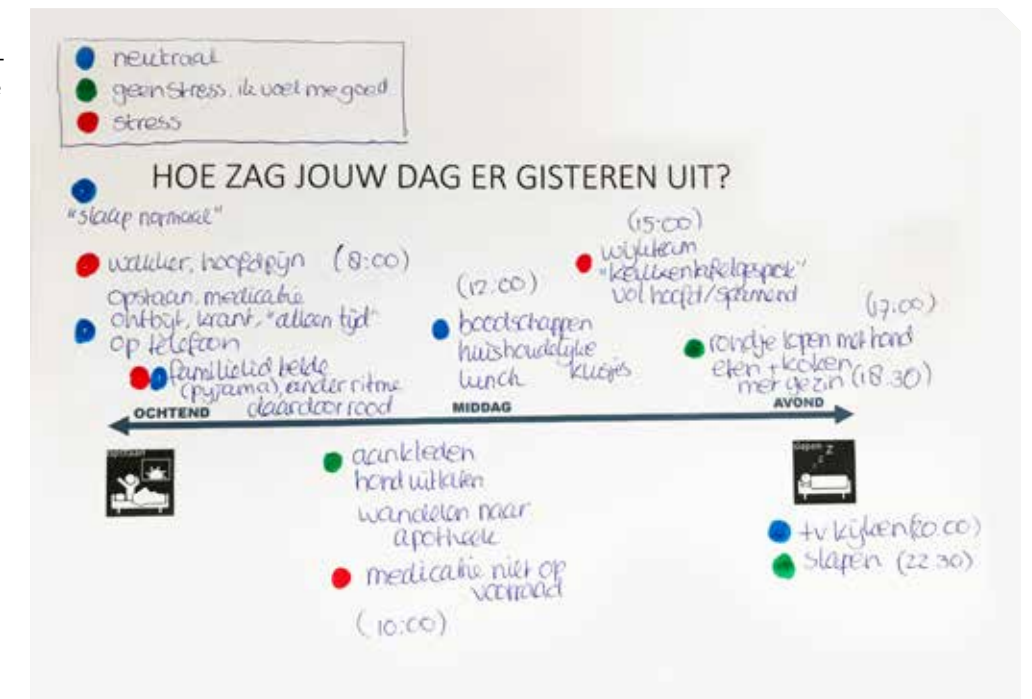 neutraal
geen stress, ik voel me goed
stress
HOE ZAG JOUW DAG ER GISTEREN UIT?
"slaap normaal"
wakker, hoofdpijn (8:00)
opstaan, medicatie
ontbijt, krant, "alleen tijd"
op telefoon
familielid belde
(pyjama), ander ritme
daardoor rood
(12:00)
boodschappen
huishoudelijke
lunch klusjes
(15:00)
wijkteam
"keukentafelgesprek"
vol hoofd/spannend
(17:00)
rondje lopen met hond
eten + koken
met gezin (18.30)
OCHTEND
MIDDAG
AVOND
opstaan
aankleden
hond uitlaten
wandelen naar
apotheek
medicatie niet op
voorraad
(10:00)
slapen
z z z
tv kijken (20.00)
slapen (22.30)